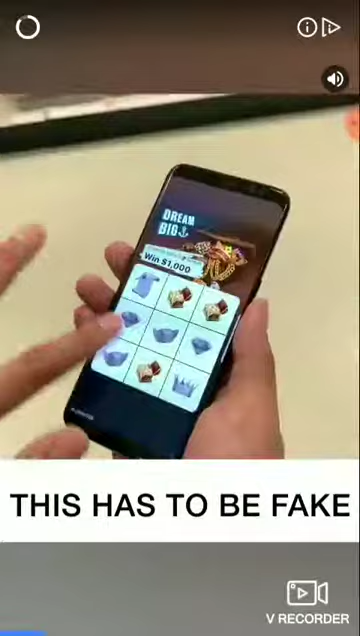 DREAM
BIG
Win $1,000
THIS HAS TO BE FAKE
V RECORDER